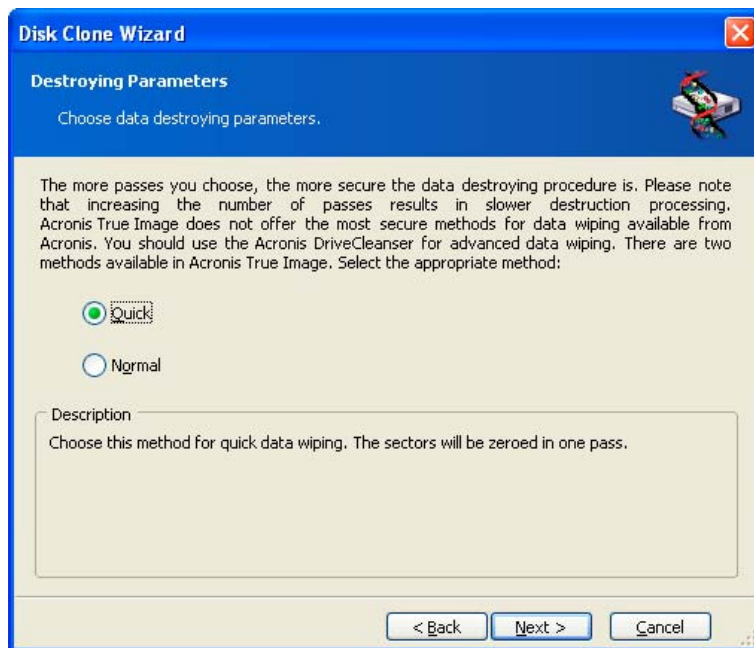 Disk Clone Wizard
Destroying Parameters
Choose data destroying parameters.
The more passes you choose, the more secure the data destroying procedure is. Please note
that increasing the number of passes results in slower destruction processing.
Acronis True Image does not offer the most secure methods for data wiping available from
Acronis. You should use the Acronis DriveCleanser for advanced data wiping. There are two
methods available in Acronis True Image. Select the appropriate method:
Quick
Normal
Description
Choose this method for quick data wiping. The sectors will be zeroed in one pass.
< Back Next > Cancel